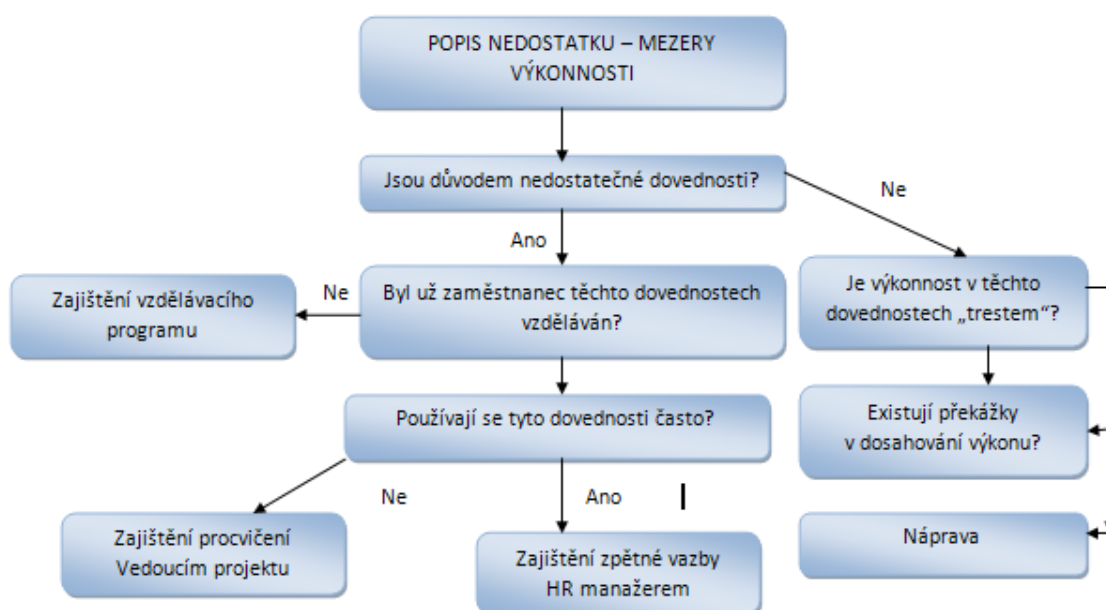 POPIS NEDOSTATKU – MEZERY
VÝKONNOSTI
Jsou důvodem nedostatečné dovednosti?
Ne
Ano
Zajištění vzdělávacího
programu
Ne
Byl už zaměstnanec těchto dovednostech
vzděláván?
Je výkonnost v těchto
dovednostech „trestem“?
Používají se tyto dovednosti často?
Existují překážky
v dosahování výkonu?
Ne
Ano
Zajištění procvičení
Vedoucím projektu
Zajištění zpětné vazby
HR manažerem
Náprava